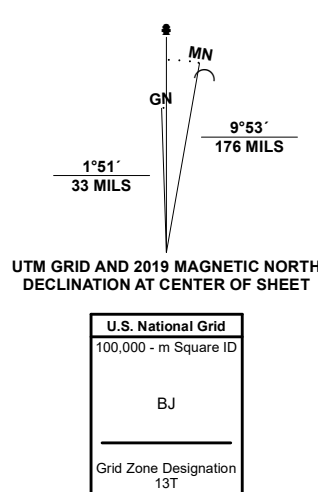 MN
GN
9°53´
176 MILS
1°51´
33 MILS
UTM GRID AND 2019 MAGNETIC NORTH
DECLINATION AT CENTER OF SHEET
U.S. National Grid
100,000 - m Square ID
BJ
Grid Zone Designation
13T